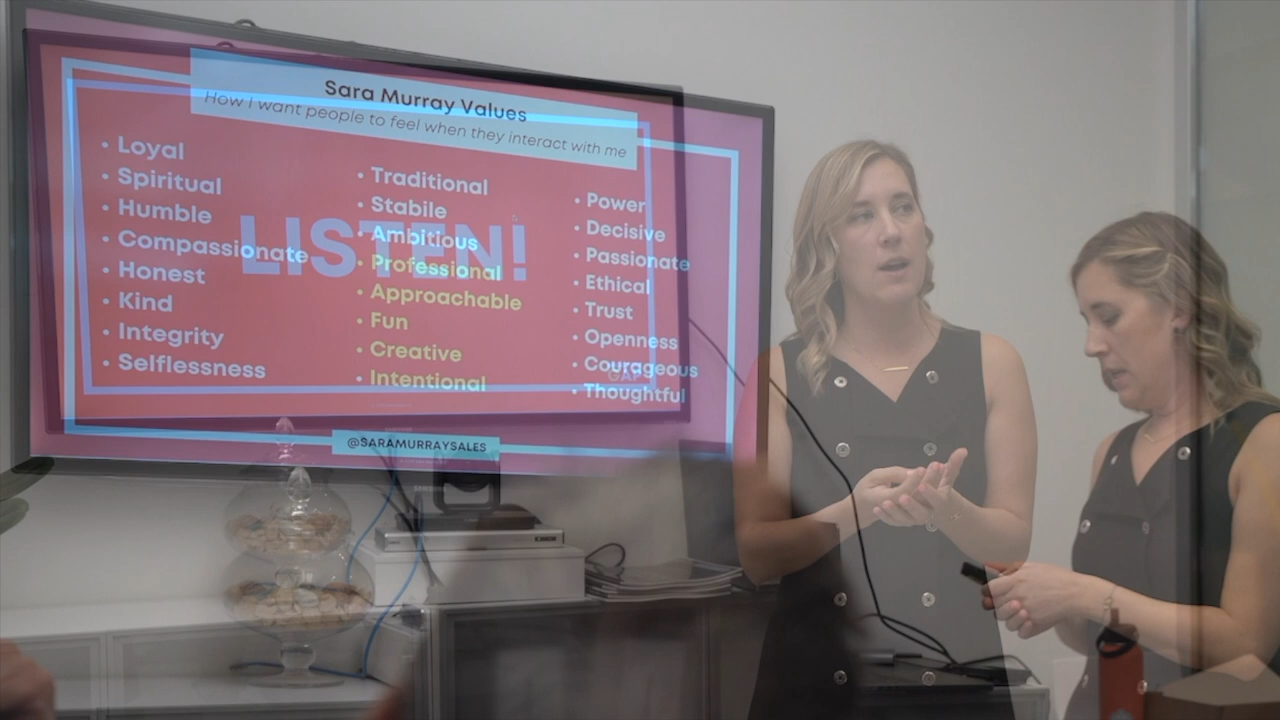 Sara Murray Values
How I want people to feel when they interact with me
• Loyal
• Spiritual
• Humble
• Compassionate
• Honest
• Kind
• Integrity
• Selflessness
• Traditional
• Stabile
• Ambitious
• Professional
• Approachable
• Fun
• Creative
• Intentional
• Power
• Decisive
• Passionate
• Ethical
• Trust
• Openness
• Courageous
• Thoughtful
LISTEN!
GAP
@SARAMURRAYSALES